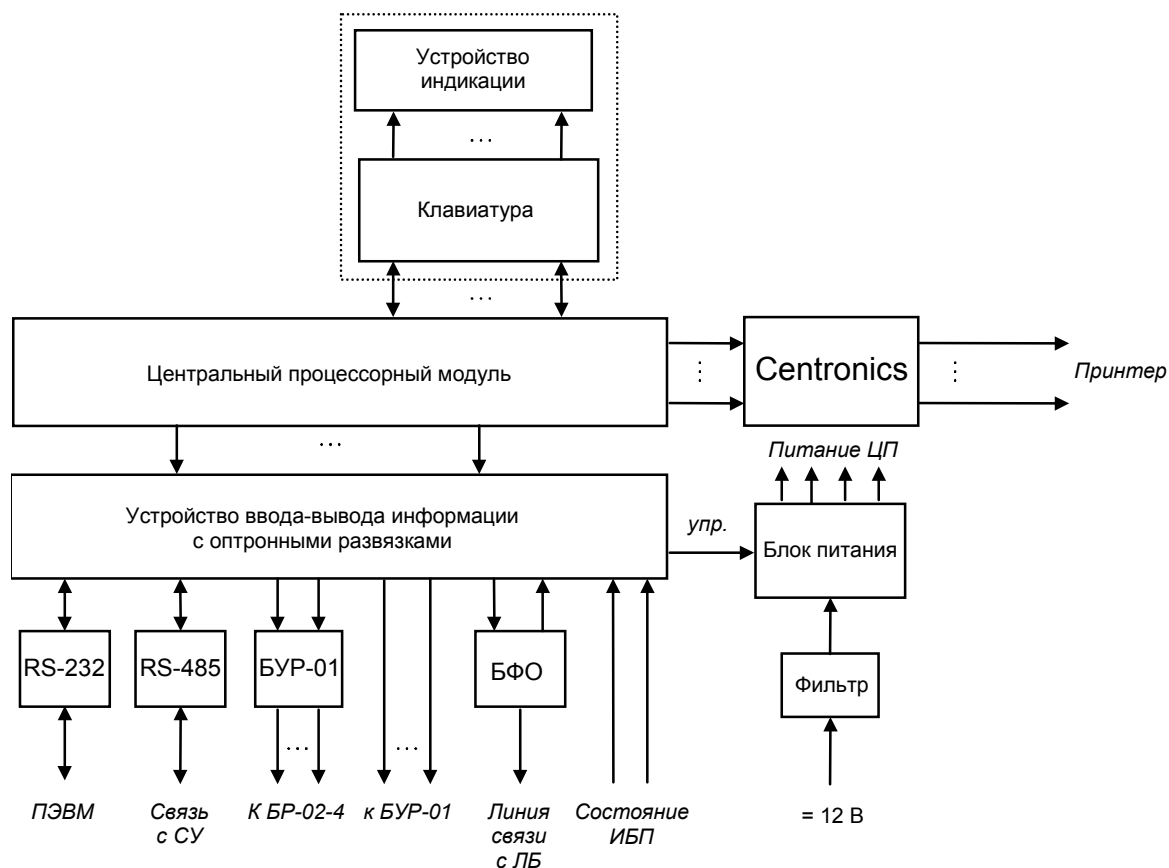 Устройство
индикации
...
Клавиатура
...
Центральный процессорный модуль
Centronics
Принтер
...
Питание ЦП
Устройство ввода-вывода информации
с оптронными развязками
упр.
Блок питания
RS-232
RS-485
БУР-01
БФО
Фильтр
...
...
ПЭВМ
Связь
с СУ
К БР-02-4
к БУР-01
Линия
связи
с ЛБ
Состояние
ИБП
= 12 В